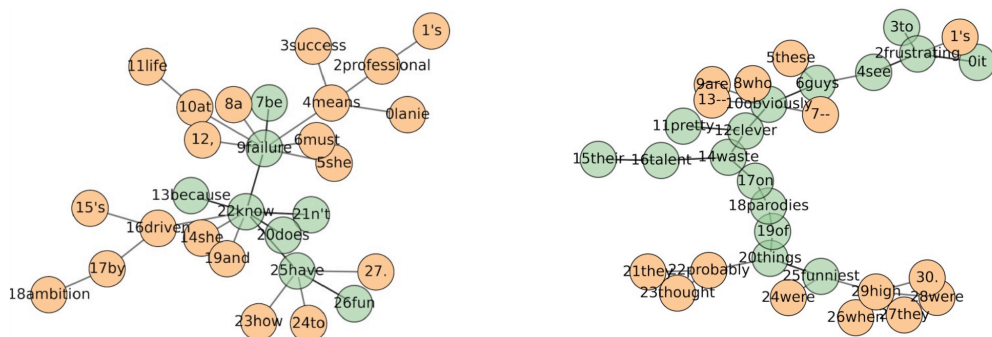 1's
3success
2professional
11life
4means
10at
8a
7be
0lanie
12,
6must
9failure
5she
13because
15's
22know
21n't
16driven
14she
20does
19and
17by
25have
27.
18ambition
26fun
23how
24to
3to
1's
2frustrating
5these
0it
4see
9are
8who
6guys
13--
10obviously
7--
11pretty
12clever
15their
16talent
14waste
17on
18parodies
19of
20things
21they
22probably
25funniest
23thought
24were
29high
30.
28were
26when
27they